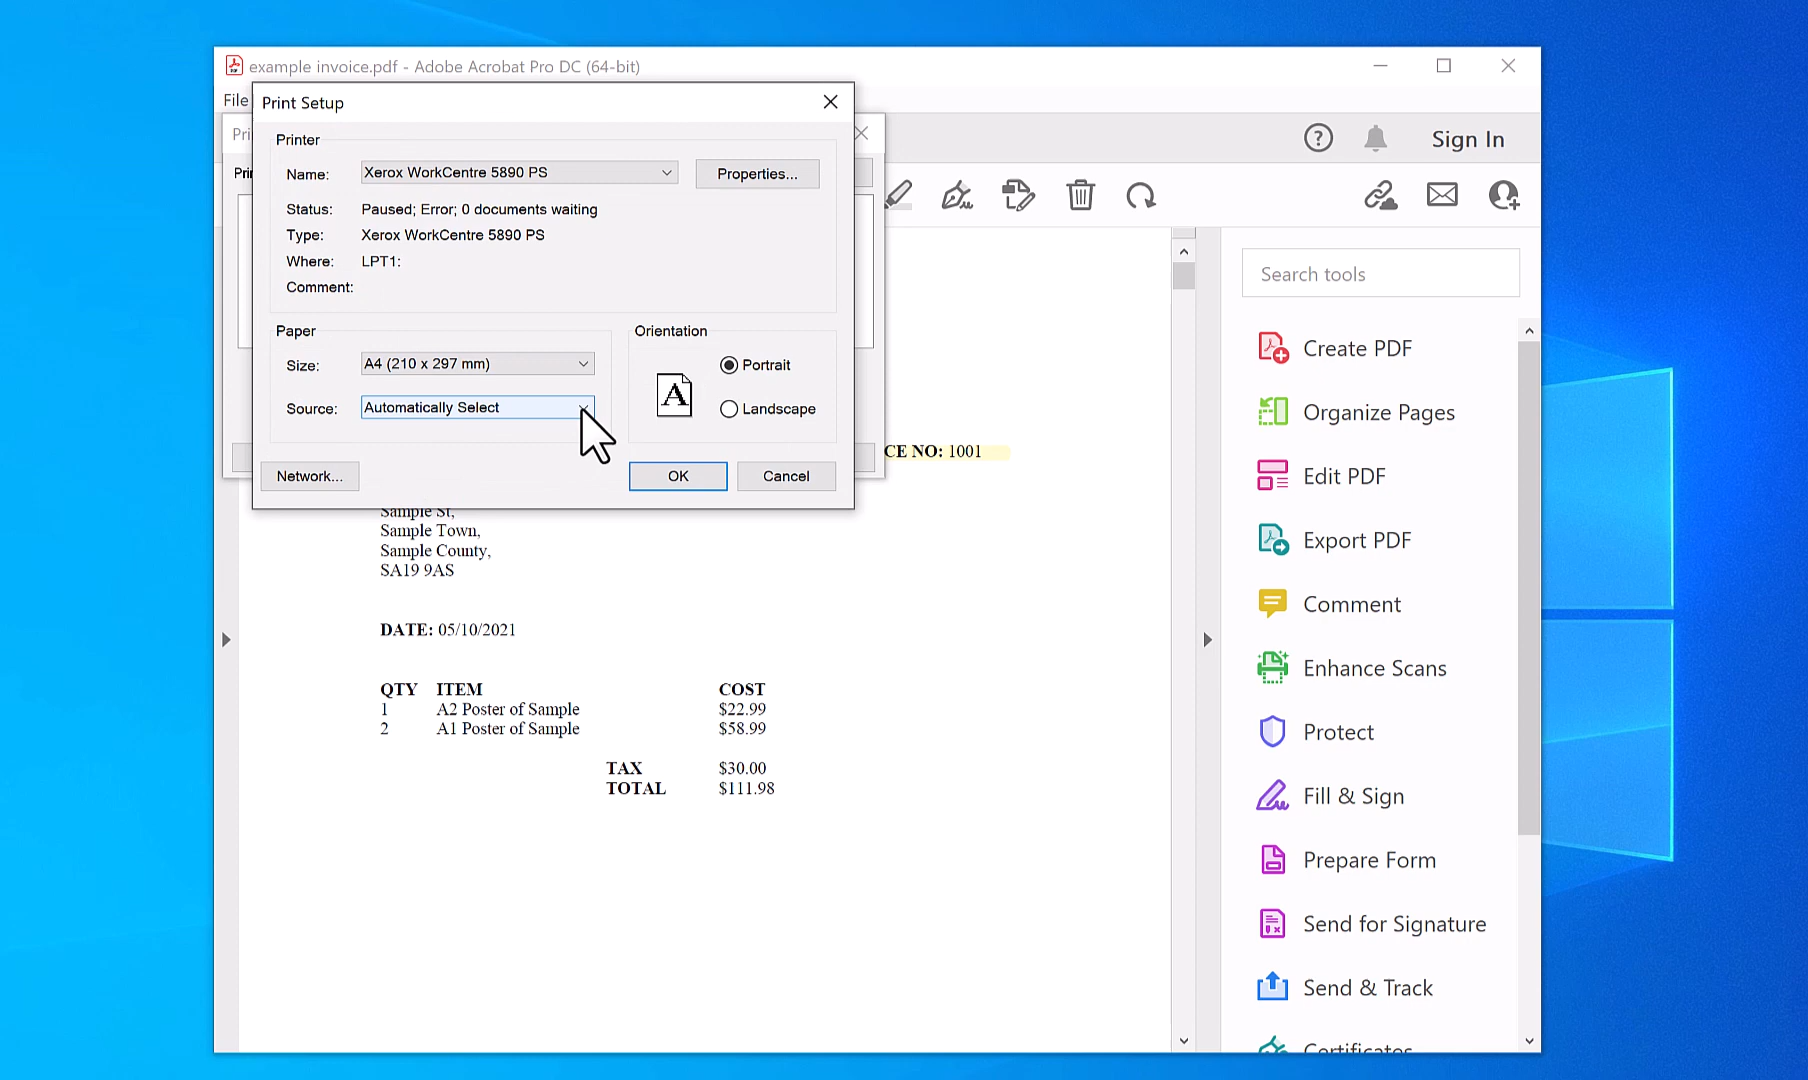 example invoice.pdf - Adobe Acrobat Pro DC (64-bit)
File
Print Setup
Sign In
Printer
Name: Xerox WorkCentre 5890 PS Properties...
Status: Paused; Error; 0 documents waiting
Type: Xerox WorkCentre 5890 PS
Where: LPT1:
Comment:
Paper
Size: A4 (210 x 297 mm)
Source: Automatically Select
Orientation
A
Portrait
Landscape
Network... OK Cancel
CE NO: 1001
Sample St,
Sample Town,
Sample County,
SA19 9AS
DATE: 05/10/2021
QTY ITEM COST
1 A2 Poster of Sample $22.99
2 A1 Poster of Sample $58.99
TAX $30.00
TOTAL $111.98
Search tools
Create PDF
Organize Pages
Edit PDF
Export PDF
Comment
Enhance Scans
Protect
Fill & Sign
Prepare Form
Send for Signature
Send & Track
Certificates